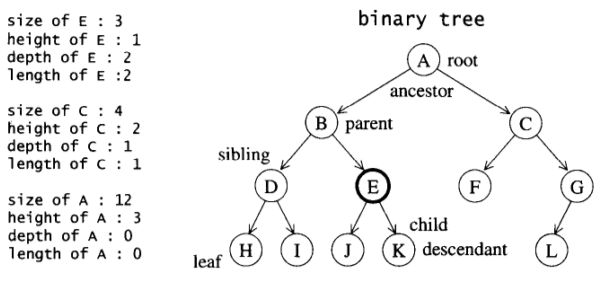 size of E : 3
height of E : 1
depth of E : 2
length of E :2
size of C : 4
height of C : 2
depth of C : 1
length of C : 1
size of A : 12
height of A : 3
depth of A : 0
length of A : 0
binary tree
A root
ancestor
B parent
C
sibling
D
E
F
G
child
leaf H
I
J
K descendant
L